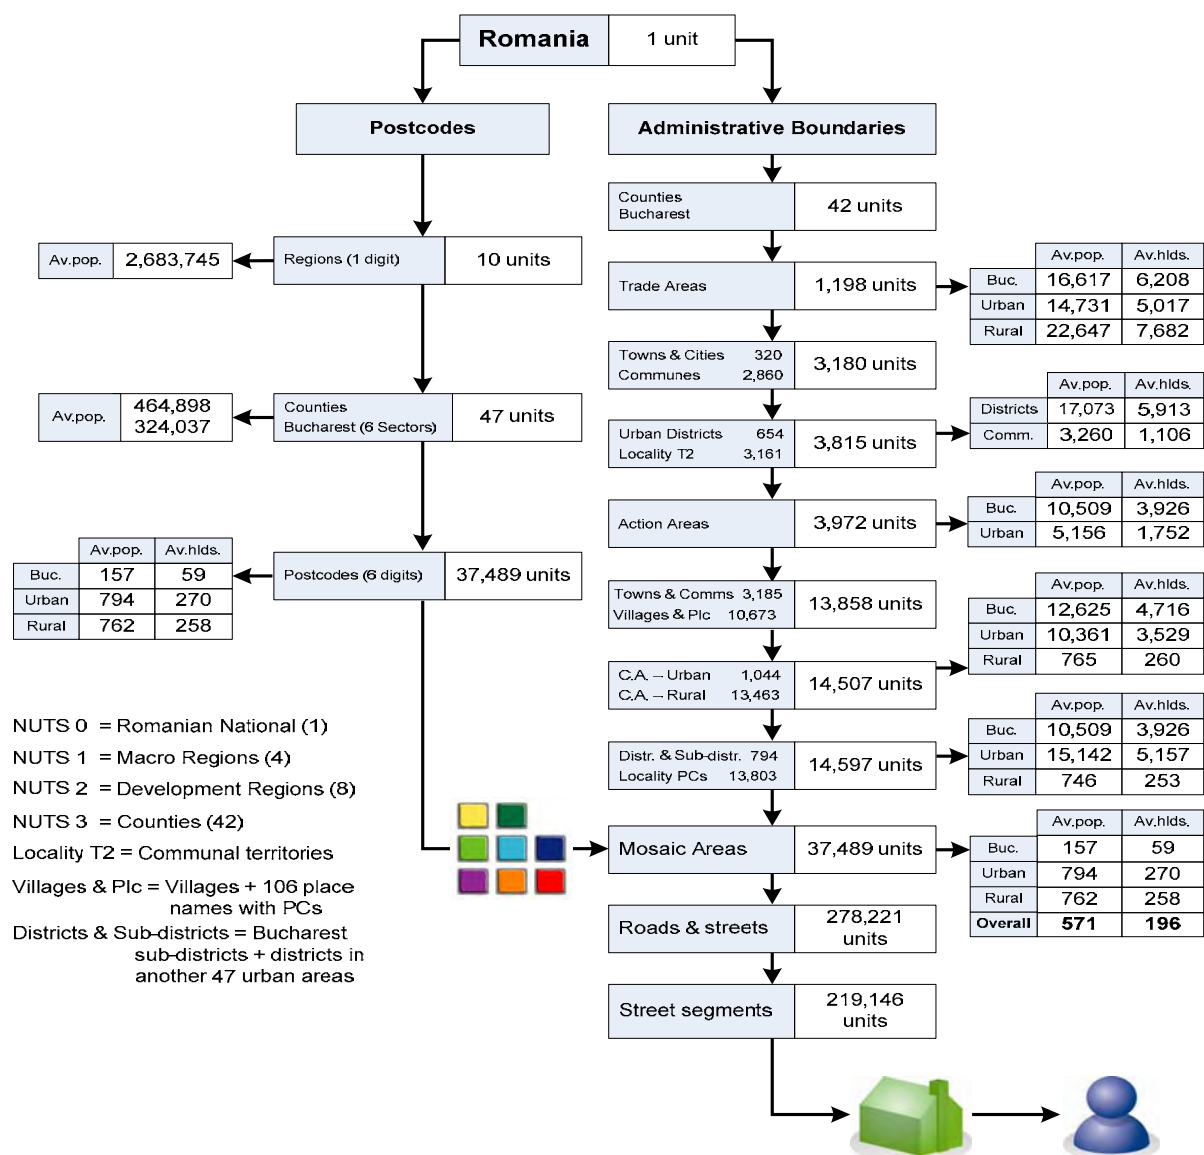 Romania 1 unit
Postcodes
Administrative Boundaries
Counties
Bucharest
42 units
Av.pop. 2,683,745
Regions (1 digit) 10 units
Trade Areas 1,198 units
Av.pop. Av.hlds.
Buc. 16,617 6,208
Urban 14,731 5,017
Rural 22,647 7,682
Towns & Cities 320
Communes 2,860
3,180 units
Av.pop.
464,898
324,037
Counties
Bucharest (6 Sectors)
47 units
Urban Districts 654
Locality T2 3,161
3,815 units
Av.pop. Av.hlds.
Districts 17,073 5,913
Comm. 3,260 1,106
Action Areas 3,972 units
Av.pop. Av.hlds.
Buc. 10,509 3,926
Urban 5,156 1,752
Av.pop. Av.hlds.
Buc. 157 59
Urban 794 270
Rural 762 258
Postcodes (6 digits) 37,489 units
Towns & Comms 3,185
Villages & Plc 10,673
13,858 units
C.A. – Urban 1,044
C.A. – Rural 13,463
14,507 units
Av.pop. Av.hlds.
Buc. 12,625 4,716
Urban 10,361 3,529
Rural 765 260
Distr. & Sub-distr. 794
Locality PCs 13,803
14,597 units
Av.pop. Av.hlds.
Buc. 10,509 3,926
Urban 15,142 5,157
Rural 746 253
NUTS 0 = Romanian National (1)
NUTS 1 = Macro Regions (4)
NUTS 2 = Development Regions (8)
NUTS 3 = Counties (42)
Locality T2 = Communal territories
Villages & Plc = Villages + 106 place
names with PCs
Districts & Sub-districts = Bucharest
sub-districts + districts in
another 47 urban areas
Mosaic Areas 37,489 units
Av.pop. Av.hlds.
Buc. 157 59
Urban 794 270
Rural 762 258
Overall 571 196
Roads & streets
278,221
units
Street segments
219,146
units